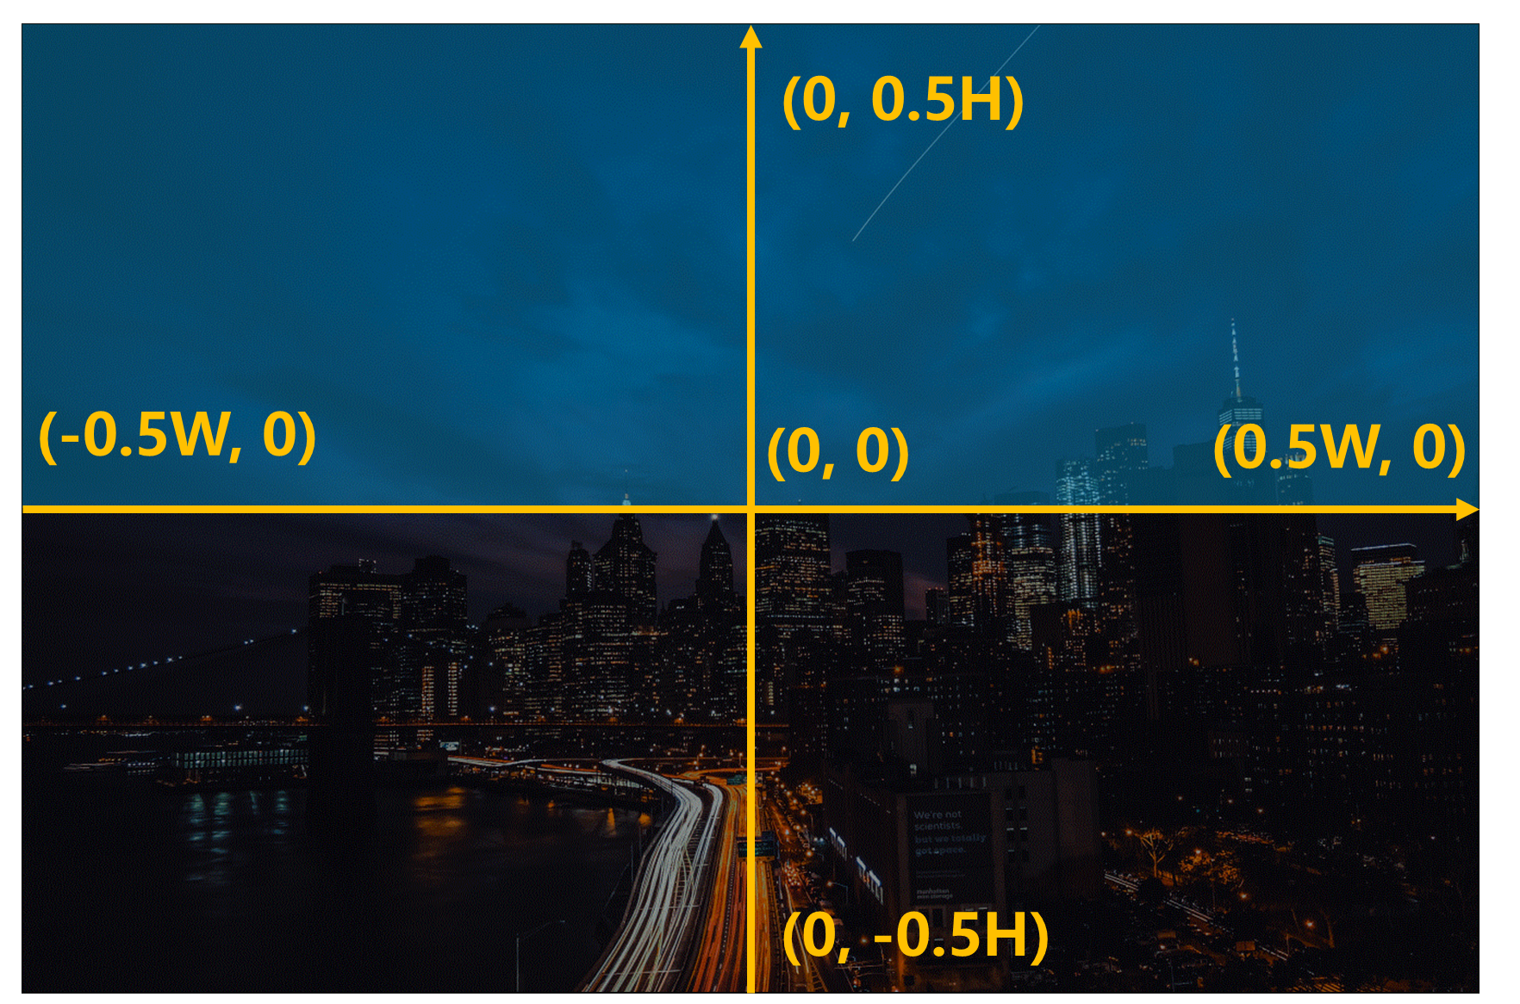 (0, 0.5H)
(-0.5W, 0)
(0, 0)
(0.5W, 0)
We're not
scientists,
but we totally
got space.
manhattan
mini storage
(0, -0.5H)